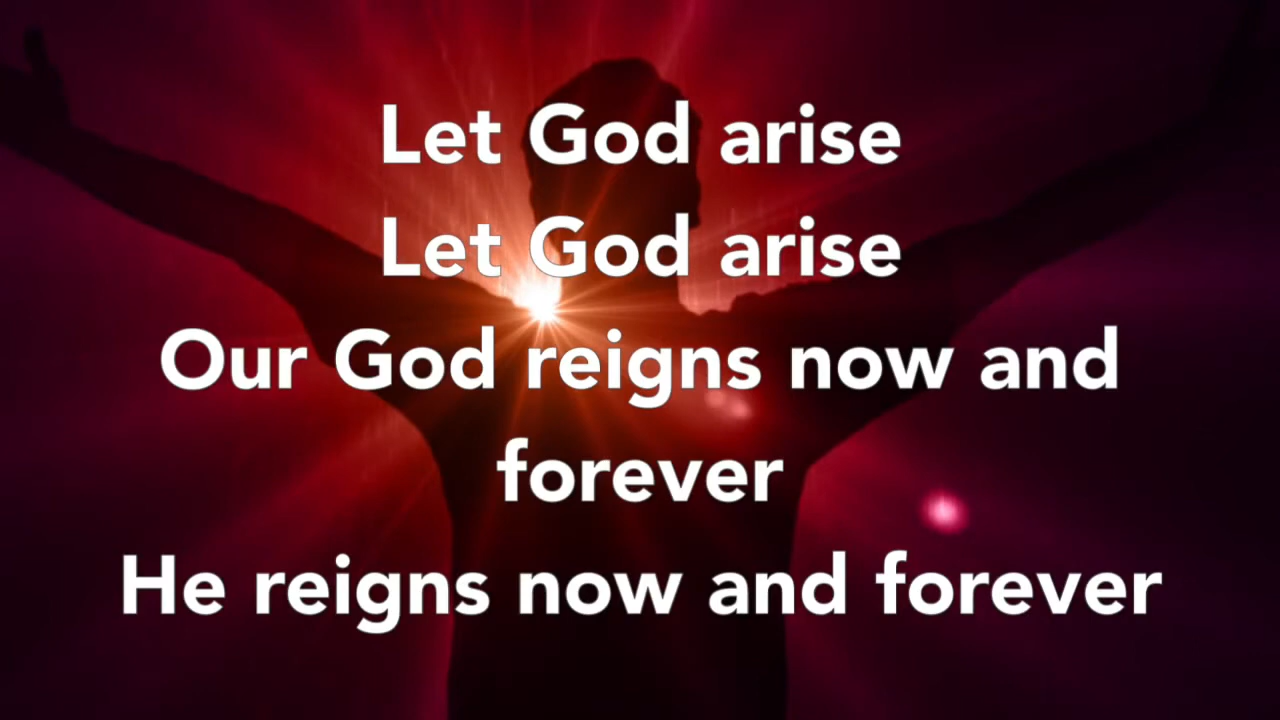 Let God arise
Let God arise
Our God reigns now and
forever
He reigns now and forever